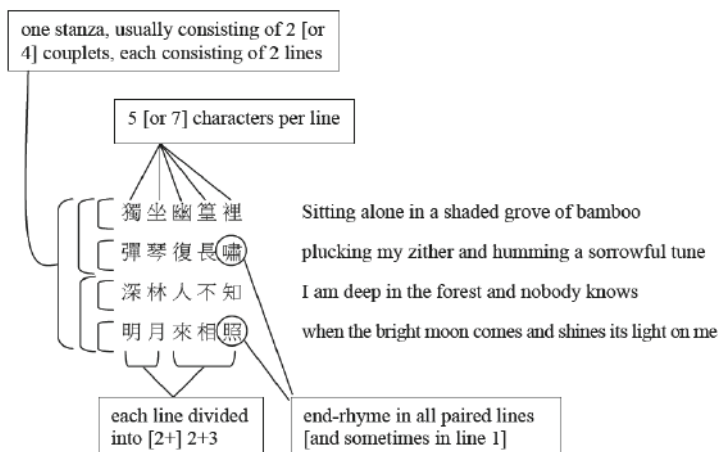 one stanza, usually consisting of 2 [or
4] couplets, each consisting of 2 lines
5 [or 7] characters per line
獨坐幽篁裡 Sitting alone in a shaded grove of bamboo
彈琴復長嘯 plucking my zither and humming a sorrowful tune
深林人不知 I am deep in the forest and nobody knows
明月來相照 when the bright moon comes and shines its light on me
each line divided
into [2+] 2+3
end-rhyme in all paired lines
[and sometimes in line 1]